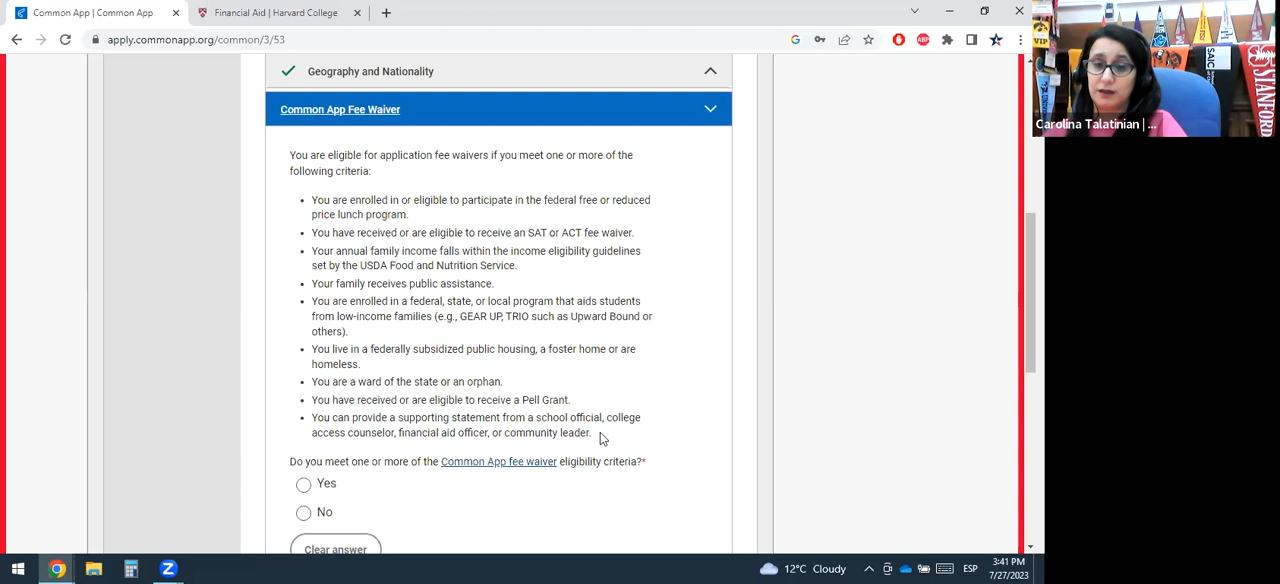 Common App | Common App
Financial Aid | Harvard College
apply.commonapp.org/common/3/53
ABP
VIP
SAIC
STANFORD
Carolina Talatinian | ...
Geography and Nationality
Common App Fee Waiver
You are eligible for application fee waivers if you meet one or more of the
following criteria:
You are enrolled in or eligible to participate in the federal free or reduced
price lunch program.
You have received or are eligible to receive an SAT or ACT fee waiver.
Your annual family income falls within the income eligibility guidelines
set by the USDA Food and Nutrition Service.
Your family receives public assistance.
You are enrolled in a federal, state, or local program that aids students
from low-income families (e.g., GEAR UP, TRIO such as Upward Bound or
others).
You live in a federally subsidized public housing, a foster home or are
homeless.
You are a ward of the state or an orphan.
You have received or are eligible to receive a Pell Grant.
You can provide a supporting statement from a school official, college
access counselor, financial aid officer, or community leader.
Do you meet one or more of the Common App fee waiver eligibility criteria?*
Yes
No
Clear answer
12°C Cloudy
ESP
3:41 PM
7/27/2023